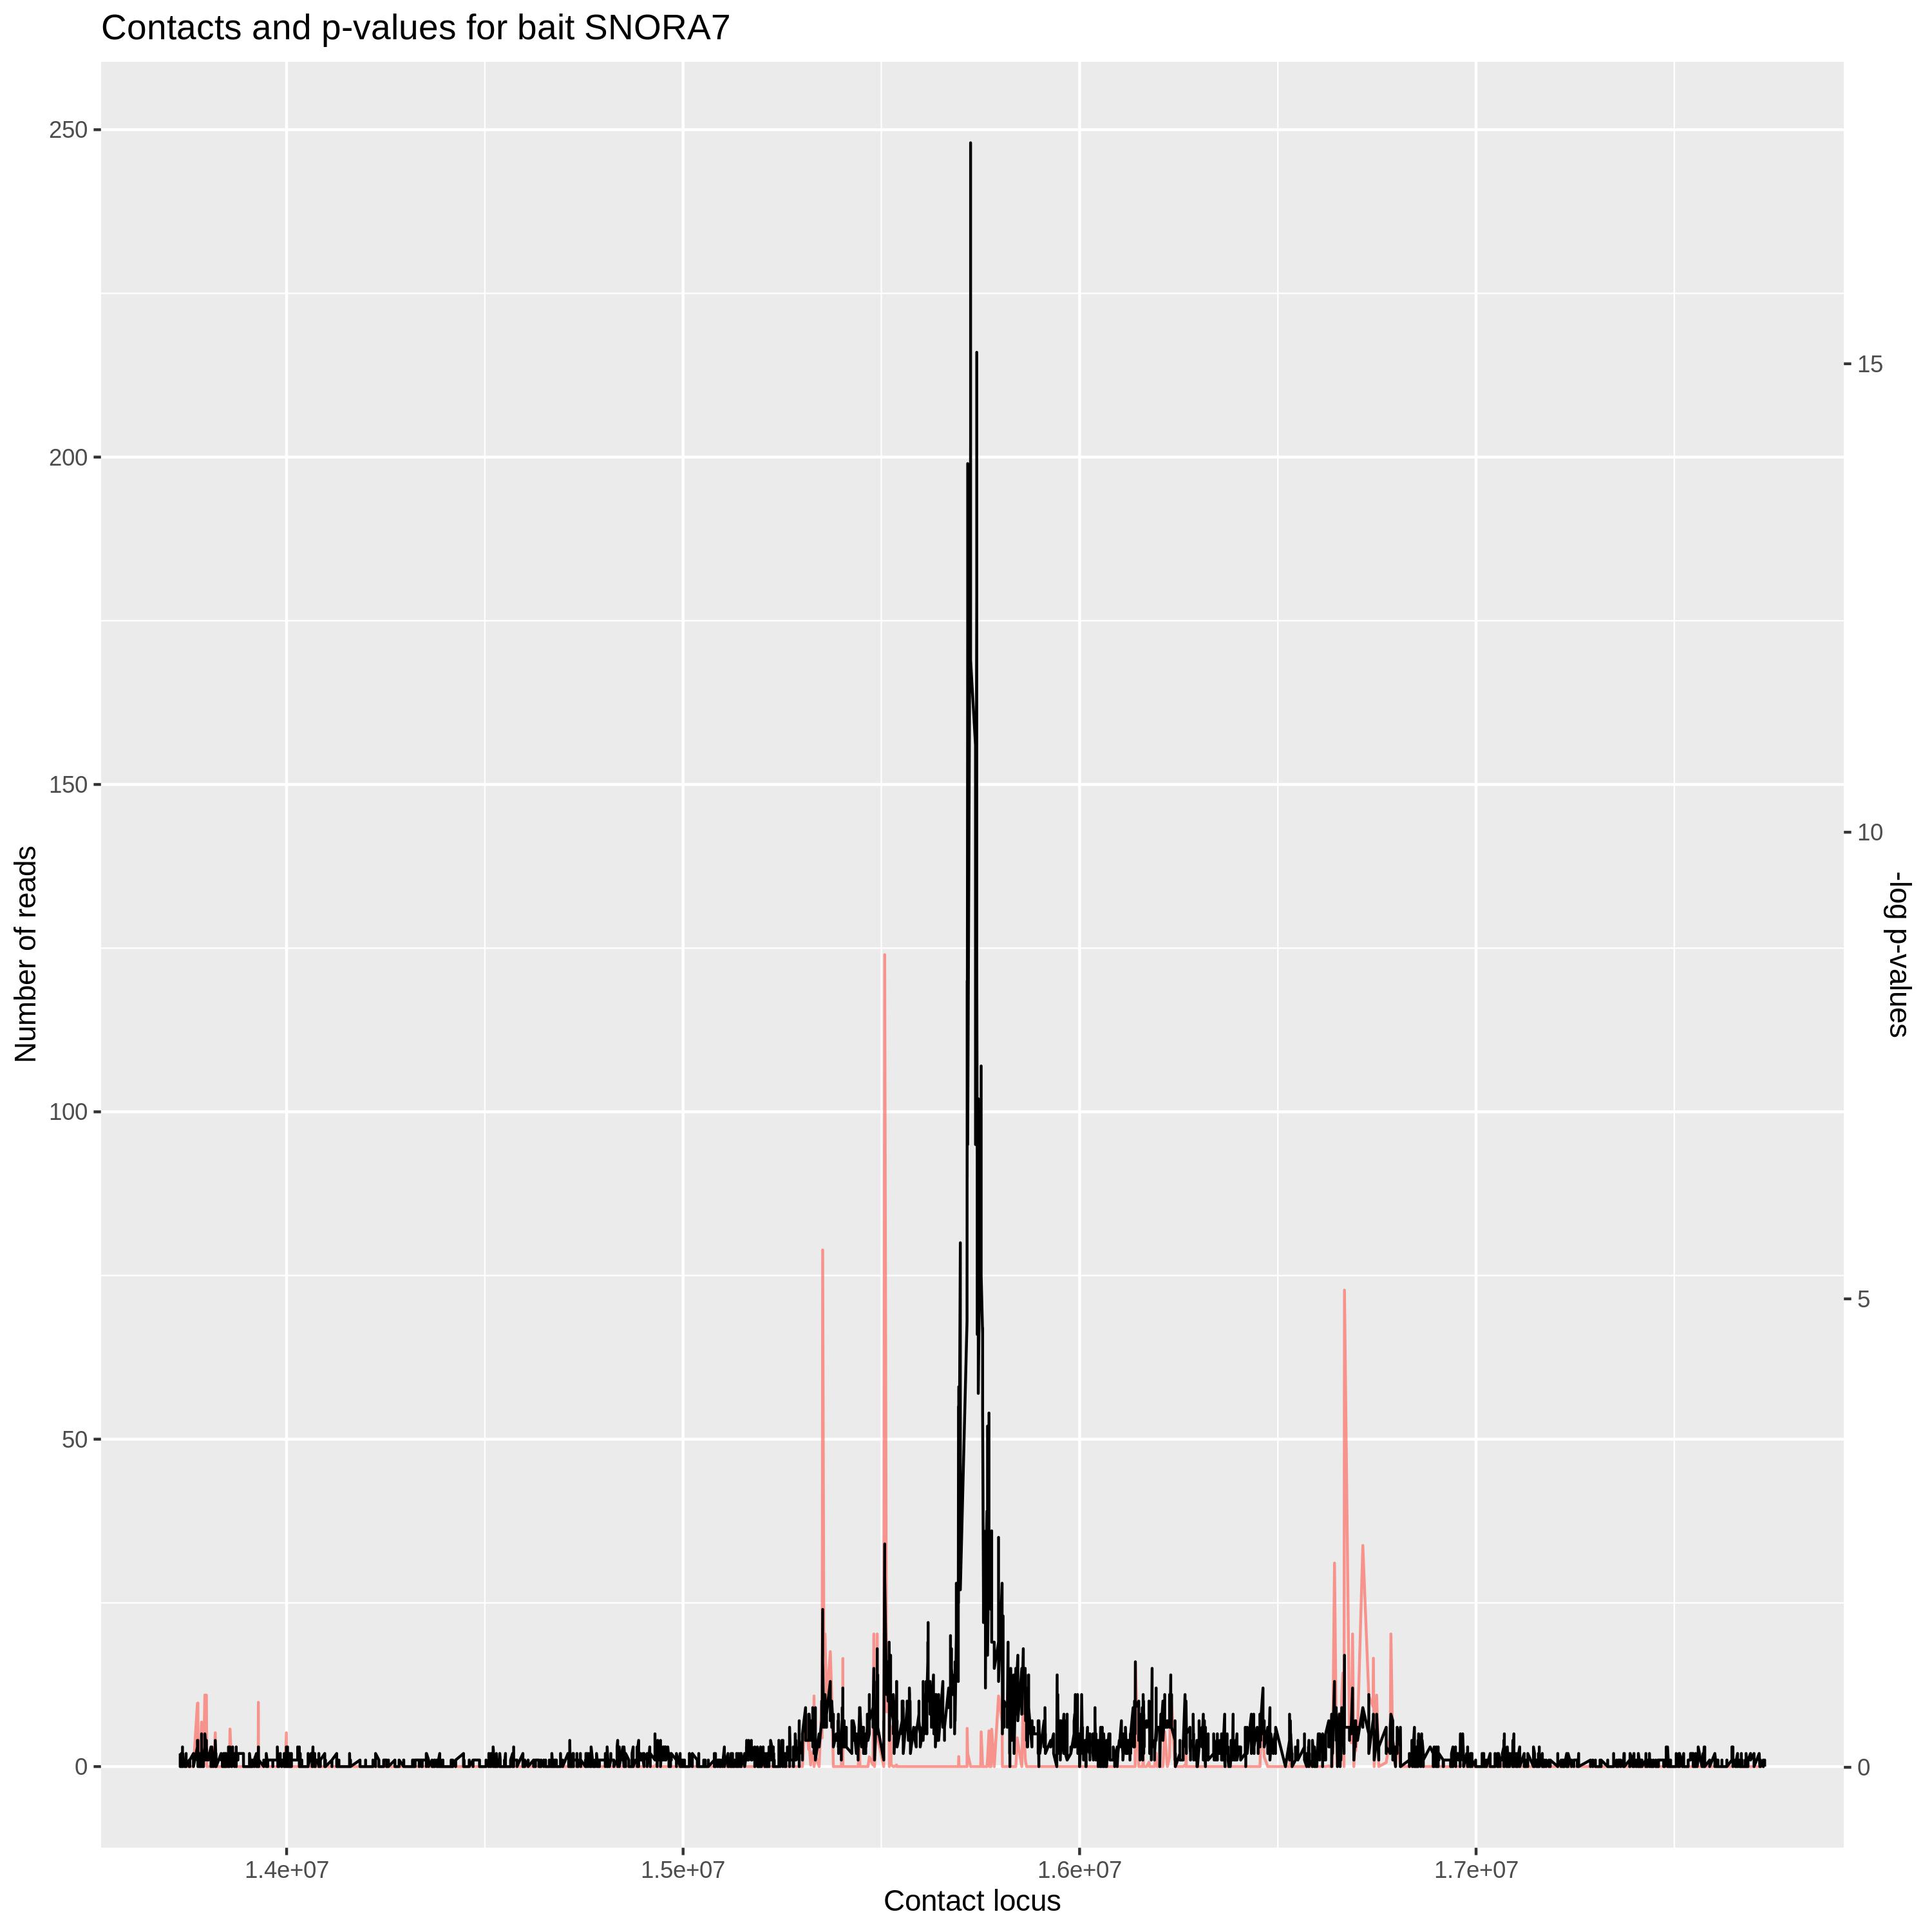 Contacts and p-values for bait SNORA7
250
200
150
100
50
0
Number of reads
15
10
5
0
-log p-values
1.4e+07
1.5e+07
1.6e+07
1.7e+07
Contact locus